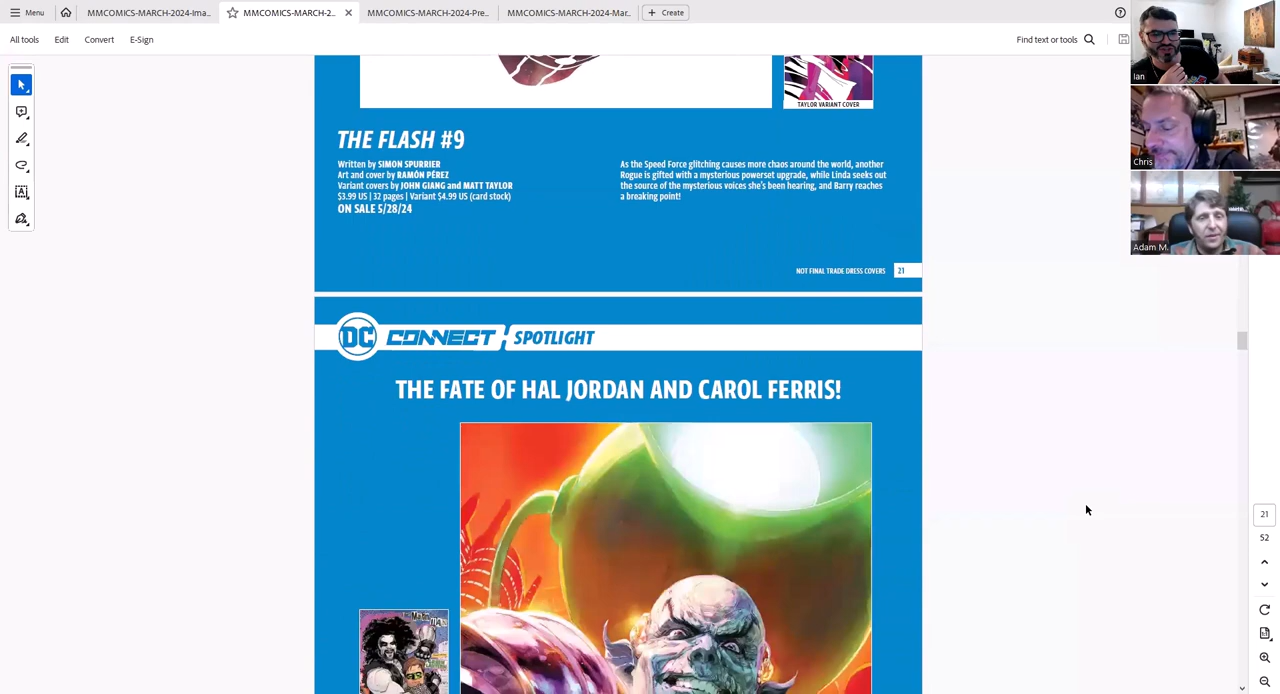 Menu
MMCOMICS-MARCH-2024-Ima...
MMCOMICS-MARCH-2...
MMCOMICS-MARCH-2024-Pre...
MMCOMICS-MARCH-2024-Mar...
Create
All tools
Edit
Convert
E-Sign
Find text or tools
Ian
Chris
Adam M.
TAYLOR VARIANT COVER
THE FLASH #9
Written by SIMON SPURRIER
Art and cover by RAMÓN PÉREZ
Variant covers by JOHN GIANG and MATT TAYLOR
$3.99 US | 32 pages | Variant $4.99 US (card stock)
ON SALE 5/28/24
As the Speed Force glitching causes more chaos around the world, another
Rogue is gifted with a mysterious powerset upgrade, while Linda seeks out
the source of the mysterious voices she's been hearing, and Barry reaches
a breaking point!
NOT FINAL TRADE DRESS COVERS 21
DC CONNECT SPOTLIGHT
THE FATE OF HAL JORDAN AND CAROL FERRIS!
21
52